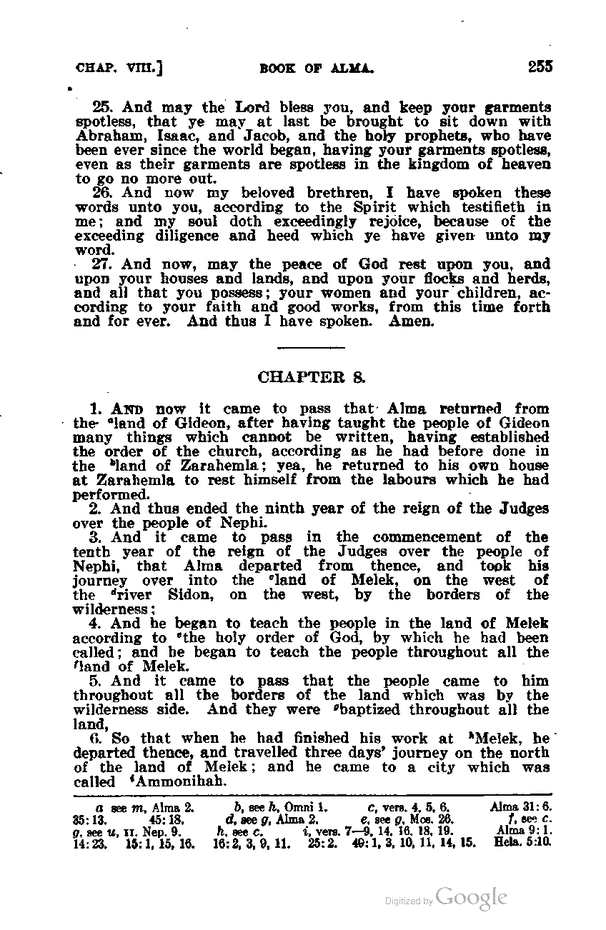 CHAP. VIII.] BOOK OF ALMA. 255
25. And may the Lord bless you, and keep your garments
spotless, that ye may at last be brought to sit down with
Abraham, Isaac, and Jacob, and the holy prophets, who have
been ever since the world began, having your garments spotless,
even as their garments are spotless in the kingdom of heaven
to go no more out.
26. And now my beloved brethren, I have spoken these
words unto you, according to the Spirit which testifieth in
me; and my soul doth exceedingly rejoice, because of the
exceeding diligence and heed which ye have given unto my
word.
27. And now, may the peace of God rest upon you, and
upon your houses and lands, and upon your flocks and herds,
and all that you possess; your women and your children, ac-
cording to your faith and good works, from this time forth
and for ever. And thus I have spoken. Amen.
CHAPTER 8.
1. AND now it came to pass that Alma returned from
the ᵃland of Gideon, after having taught the people of Gideon
many things which cannot be written, having established
the order of the church, according as he had before done in
the ᵇland of Zarahemla; yea, he returned to his own house
at Zarahemla to rest himself from the labours which he had
performed.
2. And thus ended the ninth year of the reign of the Judges
over the people of Nephi.
3. And it came to pass in the commencement of the
tenth year of the reign of the Judges over the people of
Nephi, that Alma departed from thence, and took his
journey over into the ᶜland of Melek, on the west of
the ᵈriver Sidon, on the west, by the borders of the
wilderness;
4. And he began to teach the people in the land of Melek
according to ᵉthe holy order of God, by which he had been
called; and he began to teach the people throughout all the
ᶠland of Melek.
5. And it came to pass that the people came to him
throughout all the borders of the land which was by the
wilderness side. And they were ᵍbaptized throughout all the
land,
6. So that when he had finished his work at ʰMelek, he
departed thence, and travelled three days' journey on the north
of the land of Melek; and he came to a city which was
called ⁱAmmonihah.
a see m, Alma 2. b, see h, Omni 1. c, vers. 4, 5, 6. Alma 31: 6.
35: 13. 45: 18. d, see g, Alma 2. e, see g, Mos. 26. f, see c.
g, see u, II. Nep. 9. h, see c. i, vers. 7—9, 14, 16, 18, 19. Alma 9: 1.
14: 23. 15: 1, 15, 16. 16: 2, 3, 9, 11. 25: 2. 49: 1, 3, 10, 11, 14, 15. Hela. 5:10.
Digitized by Google